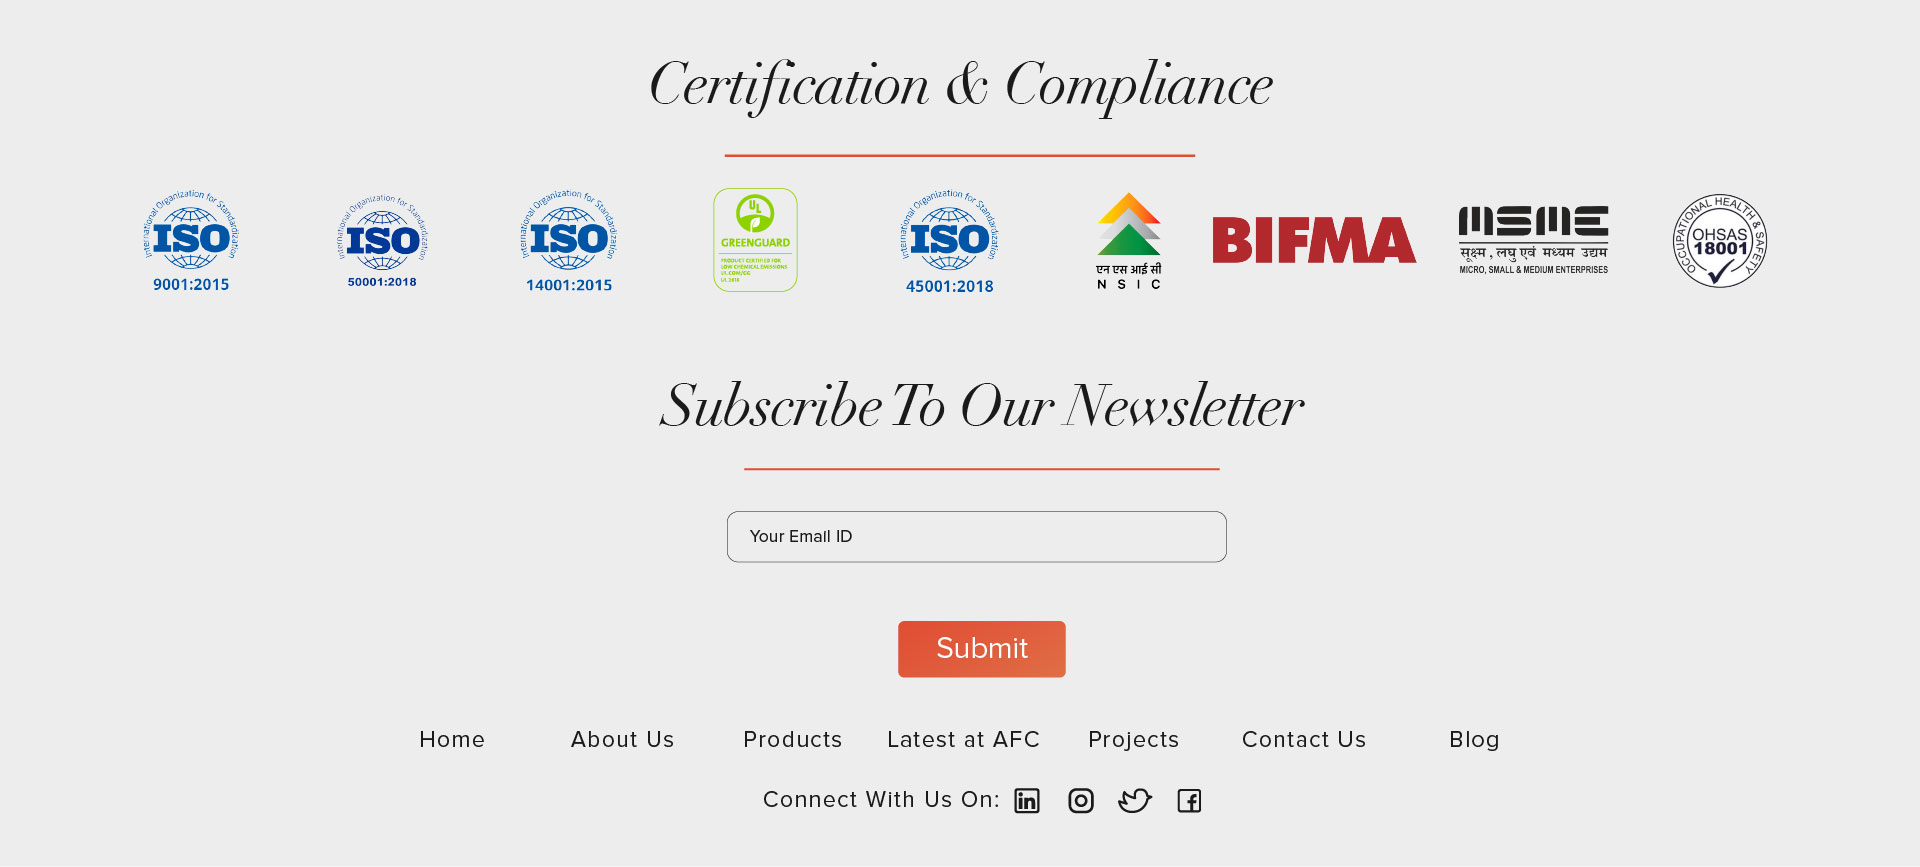 Certification & Compliance
International Organization for Standardization
ISO
9001:2015
International Organization for Standardization
ISO
50001:2018
International Organization for Standardization
ISO
14001:2015
UL
GREENGUARD
PRODUCT CERTIFIED FOR
LOW CHEMICAL EMISSIONS
UL.COM/GG
UL 2818
International Organization for Standardization
ISO
45001:2018
एन एस आई सी
NSIC
BIFMA
MSME
सूक्ष्म , लघु एवं मध्यम उद्यम
MICRO, SMALL & MEDIUM ENTERPRISES
OCCUPATIONAL HEALTH & SAFETY
OHSAS
18001
Subscribe To Our Newsletter
Your Email ID
Submit
Home About Us Products Latest at AFC Projects Contact Us Blog
Connect With Us On: